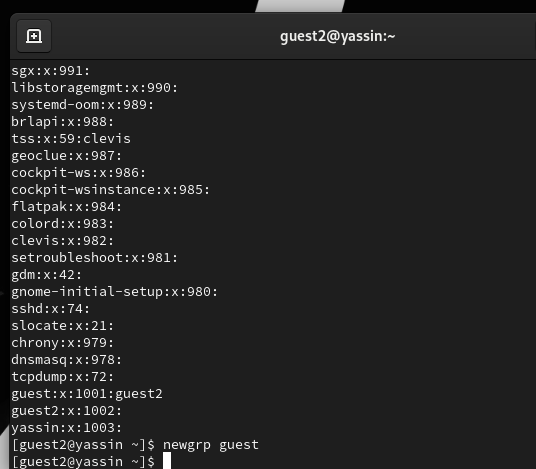 guest2@yassin:~
sgx:x:991:
libstoragemgmt:x:990:
systemd-oom:x:989:
brlapi:x:988:
tss:x:59:clevis
geoclue:x:987:
cockpit-ws:x:986:
cockpit-wsinstance:x:985:
flatpak:x:984:
colord:x:983:
clevis:x:982:
setroubleshoot:x:981:
gdm:x:42:
gnome-initial-setup:x:980:
sshd:x:74:
slocate:x:21:
chrony:x:979:
dnsmasq:x:978:
tcpdump:x:72:
guest:x:1001:guest2
guest2:x:1002:
yassin:x:1003:
[guest2@yassin ~]$ newgrp guest
[guest2@yassin ~]$